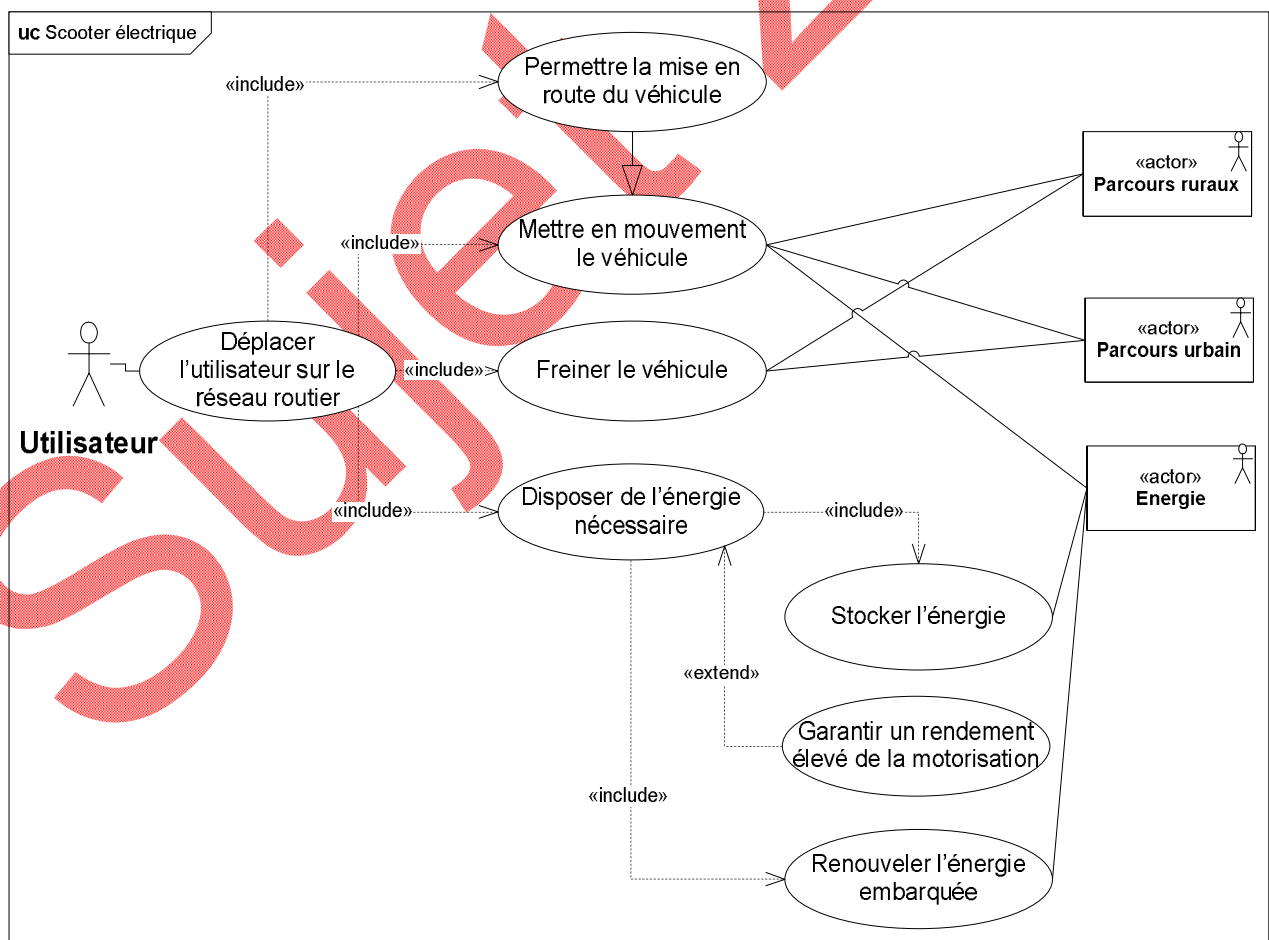 uc Scooter électrique
Permettre la mise en
route du véhicule
«include»
«actor»
Parcours ruraux
Mettre en mouvement
le véhicule
«include»
Déplacer
l'utilisateur sur le
réseau routier
«include»
Freiner le véhicule
«actor»
Parcours urbain
Utilisateur
«actor»
Energie
Disposer de l'énergie
nécessaire
«include»
«include»
Stocker l'énergie
«extend»
Garantir un rendement
élevé de la motorisation
«include»
Renouveler l'énergie
embarquée
Sujet